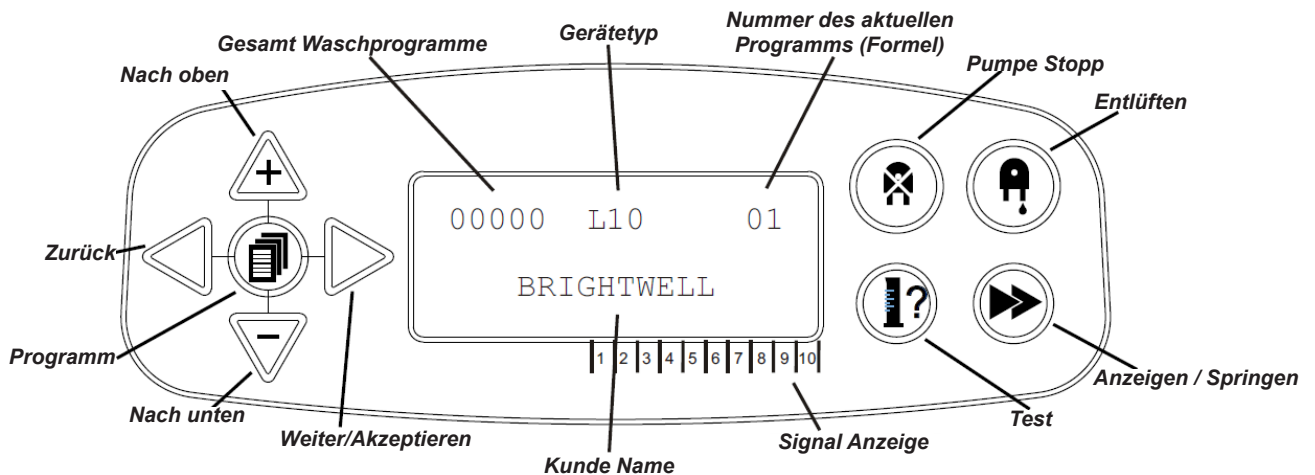 Gesamt Waschprogramme
Gerätetyp
Nummer des aktuellen
Programms (Formel)
Nach oben
Pumpe Stopp
Entlüften
+
00000 L10 01
Zurück
BRIGHTWELL
?
Programm
−
1 2 3 4 5 6 7 8 9 10
Anzeigen / Springen
Nach unten
Weiter/Akzeptieren
Signal Anzeige
Test
Kunde Name